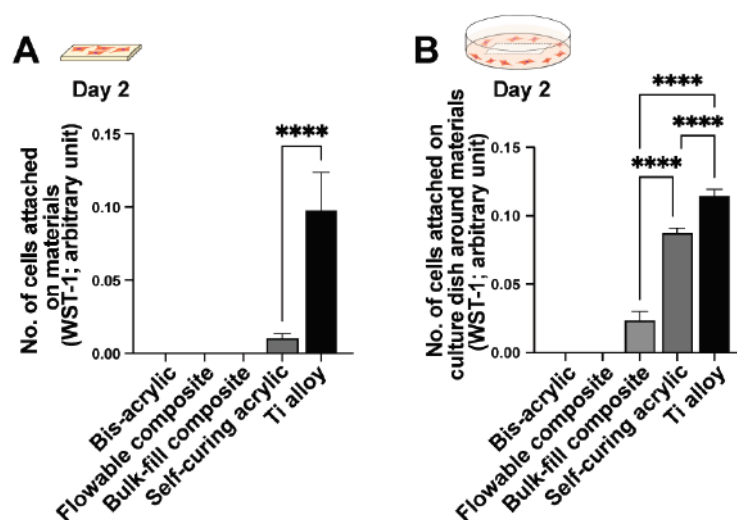 A
Day 2
No. of cells attached
on materials
(WST-1; arbitrary unit)
0.15
0.10
0.05
0.00
****
Bis-acrylic
Flowable composite
Bulk-fill composite
Self-curing acrylic
Ti alloy
B
Day 2
No. of cells attached on
culture dish around materials
(WST-1; arbitrary unit)
0.15
0.10
0.05
0.00
****
****
****
Bis-acrylic
Flowable composite
Bulk-fill composite
Self-curing acrylic
Ti alloy